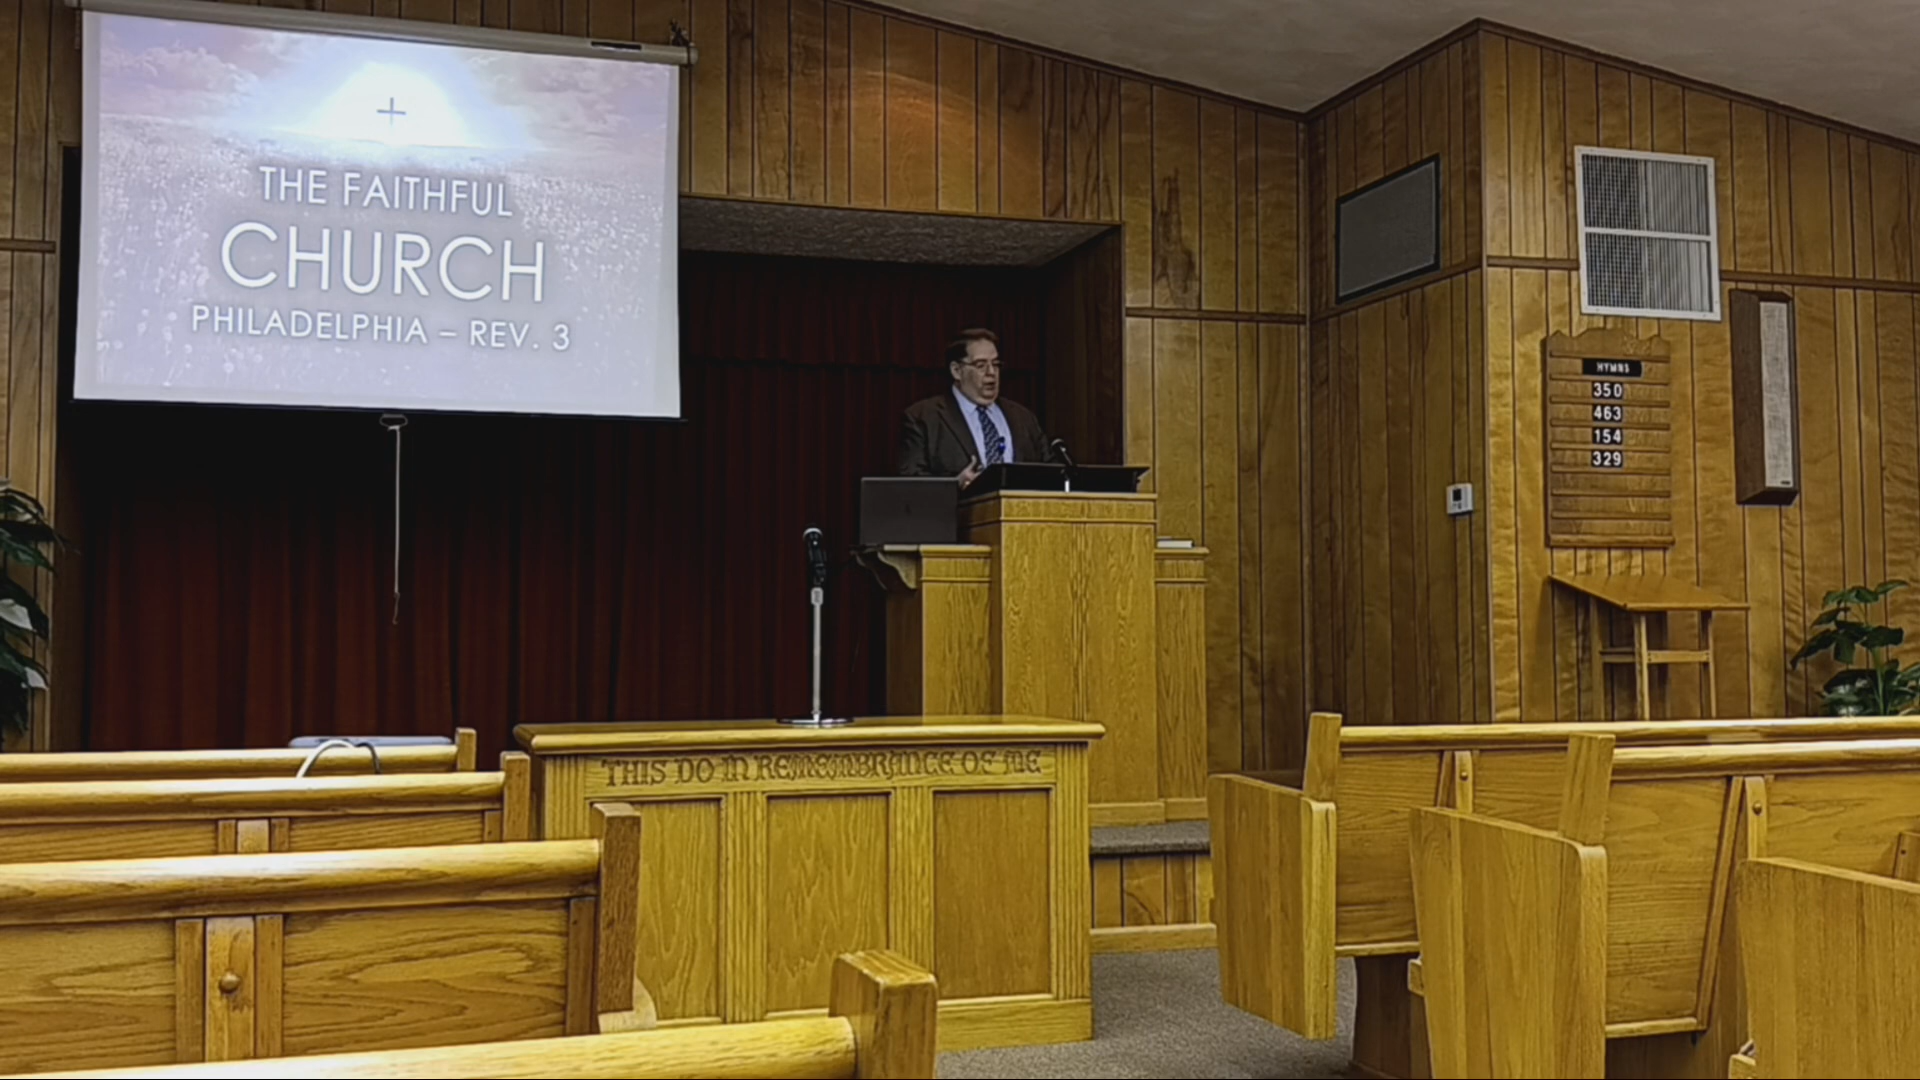 THE FAITHFUL
CHURCH
PHILADELPHIA – REV. 3
HYMNS
350
463
154
329
THIS DO IN REMEMBRANCE OF ME